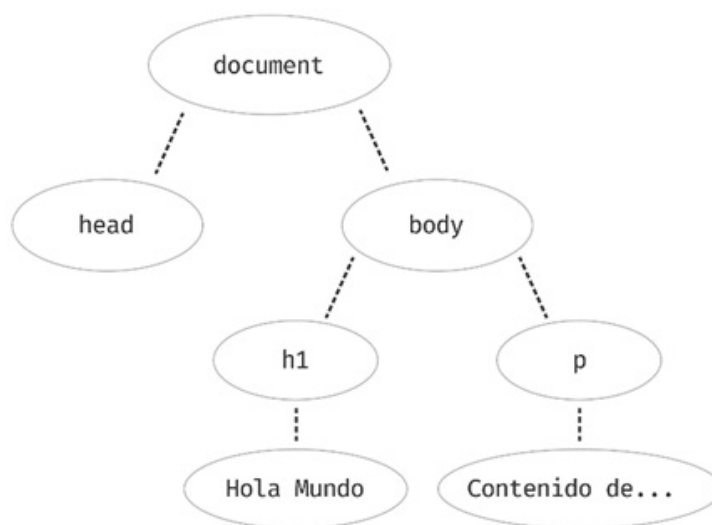 document
head
body
h1
p
Hola Mundo
Contenido de...